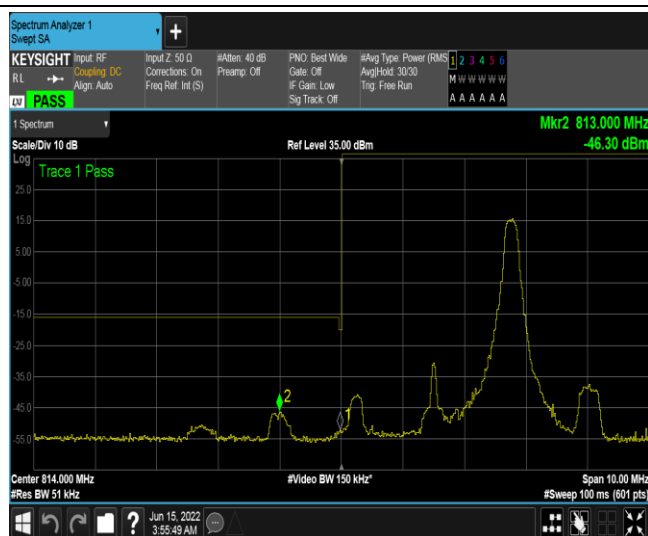 Spectrum Analyzer 1
Swept SA
+
KEYSIGHT
RL
LXI PASS
Input: RF
Coupling: DC
Align: Auto
Input Z: 50 Ω
Corrections: On
Freq Ref: Int (S)
#Atten: 40 dB
Preamp: Off
PNO: Best Wide
Gate: Off
IF Gain: Low
Sig Track: Off
#Avg Type: Power (RMS
Avg|Hold: 30/30
Trig: Free Run
1 2 3 4 5 6
M W W W W W
A A A A A A
1 Spectrum
Mkr2 813.000 MHz
Scale/Div 10 dB
Ref Level 35.00 dBm
-46.30 dBm
Log
Trace 1 Pass
25.0
15.0
5.00
-5.00
-15.0
-25.0
-35.0
-45.0
2
1
-55.0
Center 814.000 MHz
#Video BW 150 kHz*
Span 10.00 MHz
#Res BW 51 kHz
#Sweep 100 ms (601 pts)
?
Jun 15, 2022
3:55:49 AM